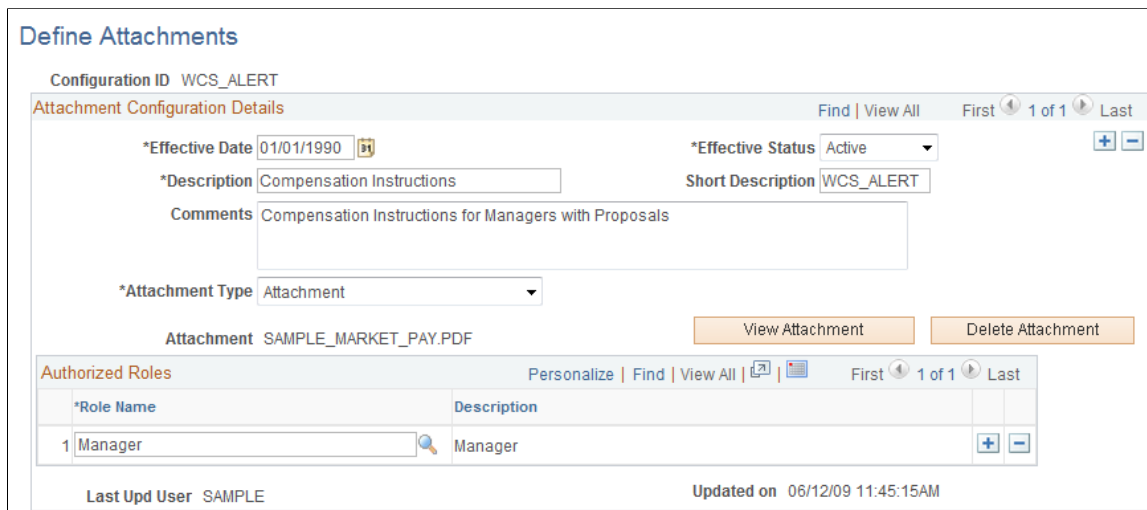 Define Attachments
Configuration ID WCS_ALERT
Attachment Configuration Details Find | View All First 1 of 1 Last
*Effective Date 01/01/1990 31 *Effective Status Active
*Description Compensation Instructions Short Description WCS_ALERT
Comments Compensation Instructions for Managers with Proposals
*Attachment Type Attachment
Attachment SAMPLE_MARKET_PAY.PDF View Attachment Delete Attachment
Authorized Roles Personalize | Find | View All | | First 1 of 1 Last
*Role Name Description
1 Manager Manager
Last Upd User SAMPLE Updated on 06/12/09 11:45:15AM